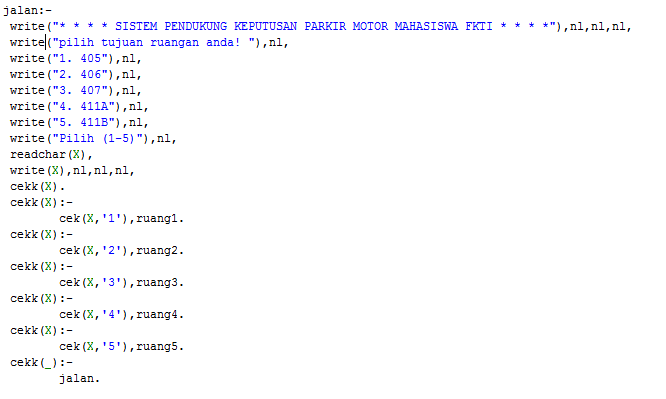 jalan:-
write("* * * * SISTEM PENDUKUNG KEPUTUSAN PARKIR MOTOR MAHASISWA FKTI * * * *"),nl,nl,nl,
write("pilih tujuan ruangan anda! "),nl,
write("1. 405"),nl,
write("2. 406"),nl,
write("3. 407"),nl,
write("4. 411A"),nl,
write("5. 411B"),nl,
write("Pilih (1-5)"),nl,
readchar(X),
write(X),nl,nl,nl,
cekk(X).
cekk(X):-
cek(X,'1'),ruang1.
cekk(X):-
cek(X,'2'),ruang2.
cekk(X):-
cek(X,'3'),ruang3.
cekk(X):-
cek(X,'4'),ruang4.
cekk(X):-
cek(X,'5'),ruang5.
cekk(_):-
jalan.